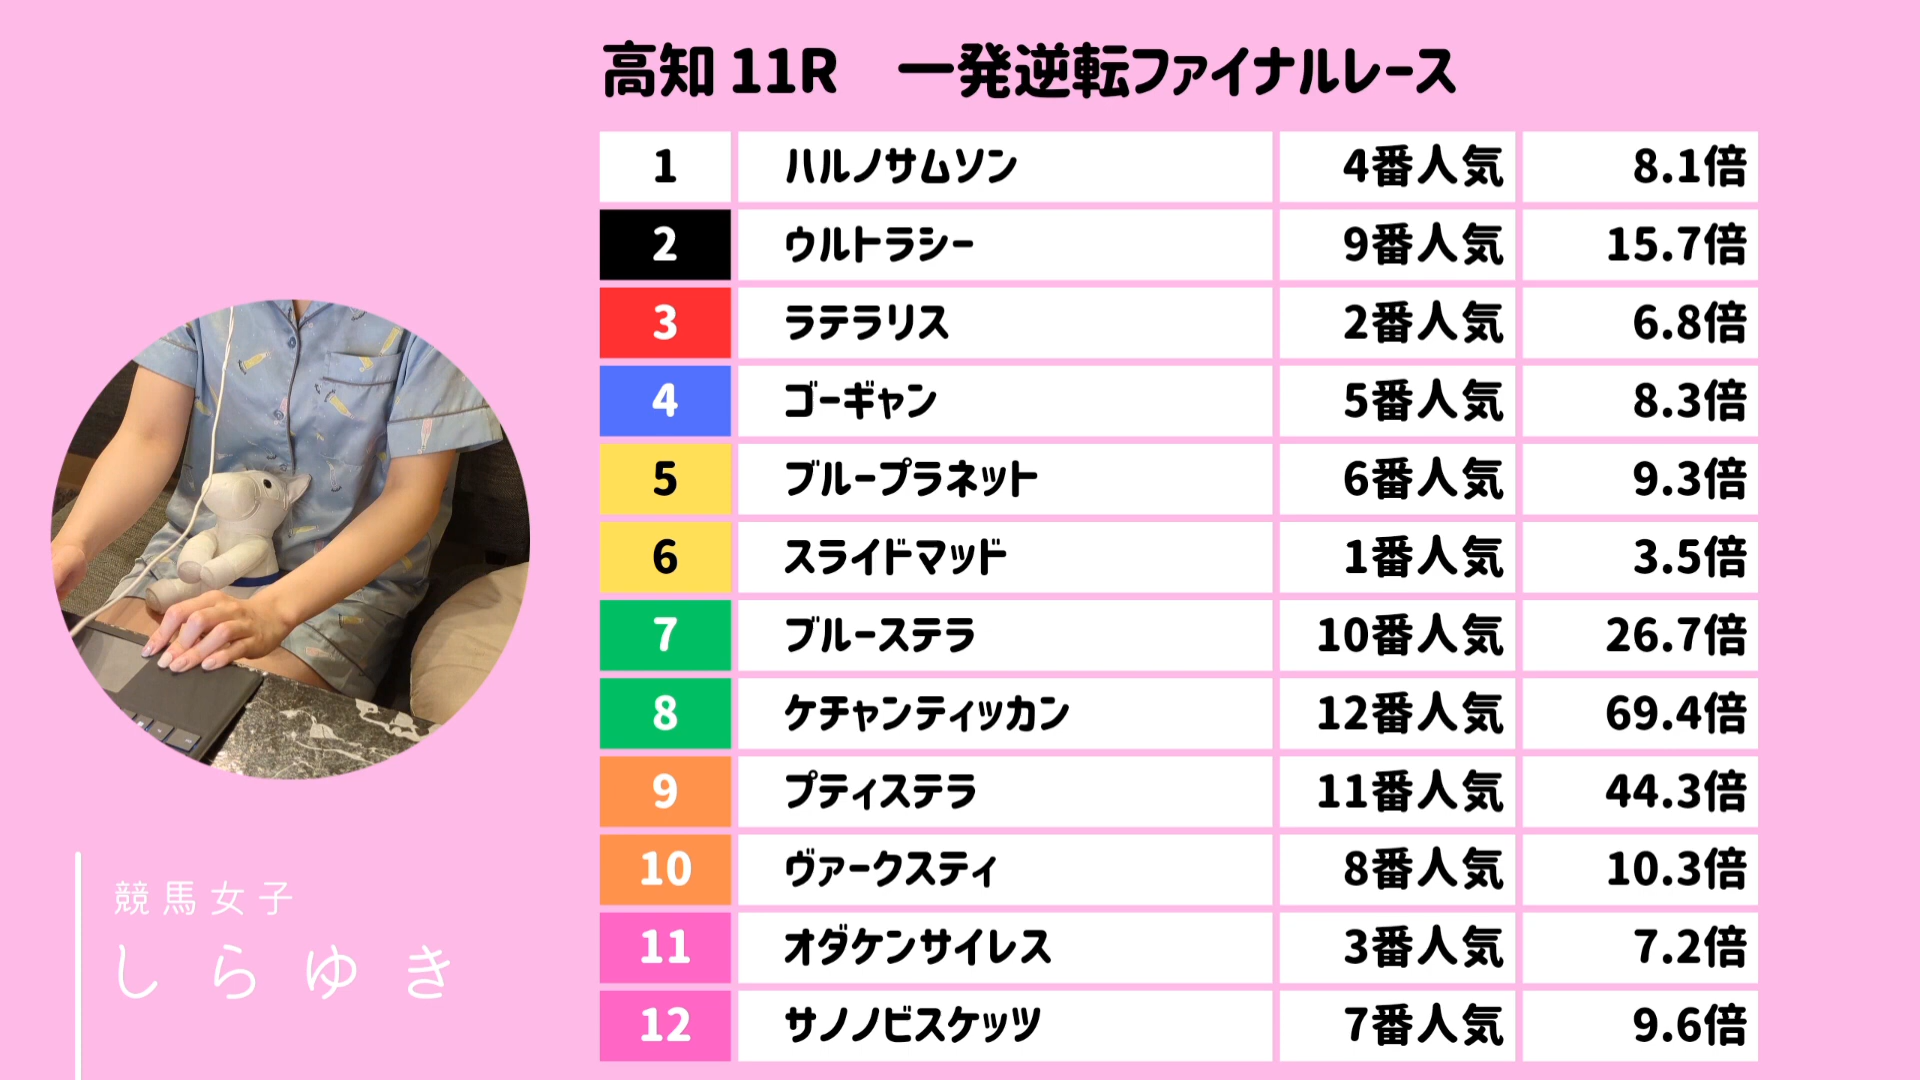 高知 11R 一発逆転ファイナルレース
1 ハルノサムソン 4番人気 8.1倍
2 ウルトラシー 9番人気 15.7倍
3 ラテラリス 2番人気 6.8倍
4 ゴーギャン 5番人気 8.3倍
5 ブループラネット 6番人気 9.3倍
6 スライドマッド 1番人気 3.5倍
7 ブルーステラ 10番人気 26.7倍
8 ケチャンティッカン 12番人気 69.4倍
9 プティステラ 11番人気 44.3倍
10 ヴァークスティ 8番人気 10.3倍
11 オダケンサイレス 3番人気 7.2倍
12 サノノビスケッツ 7番人気 9.6倍
競馬女子
しらゆき